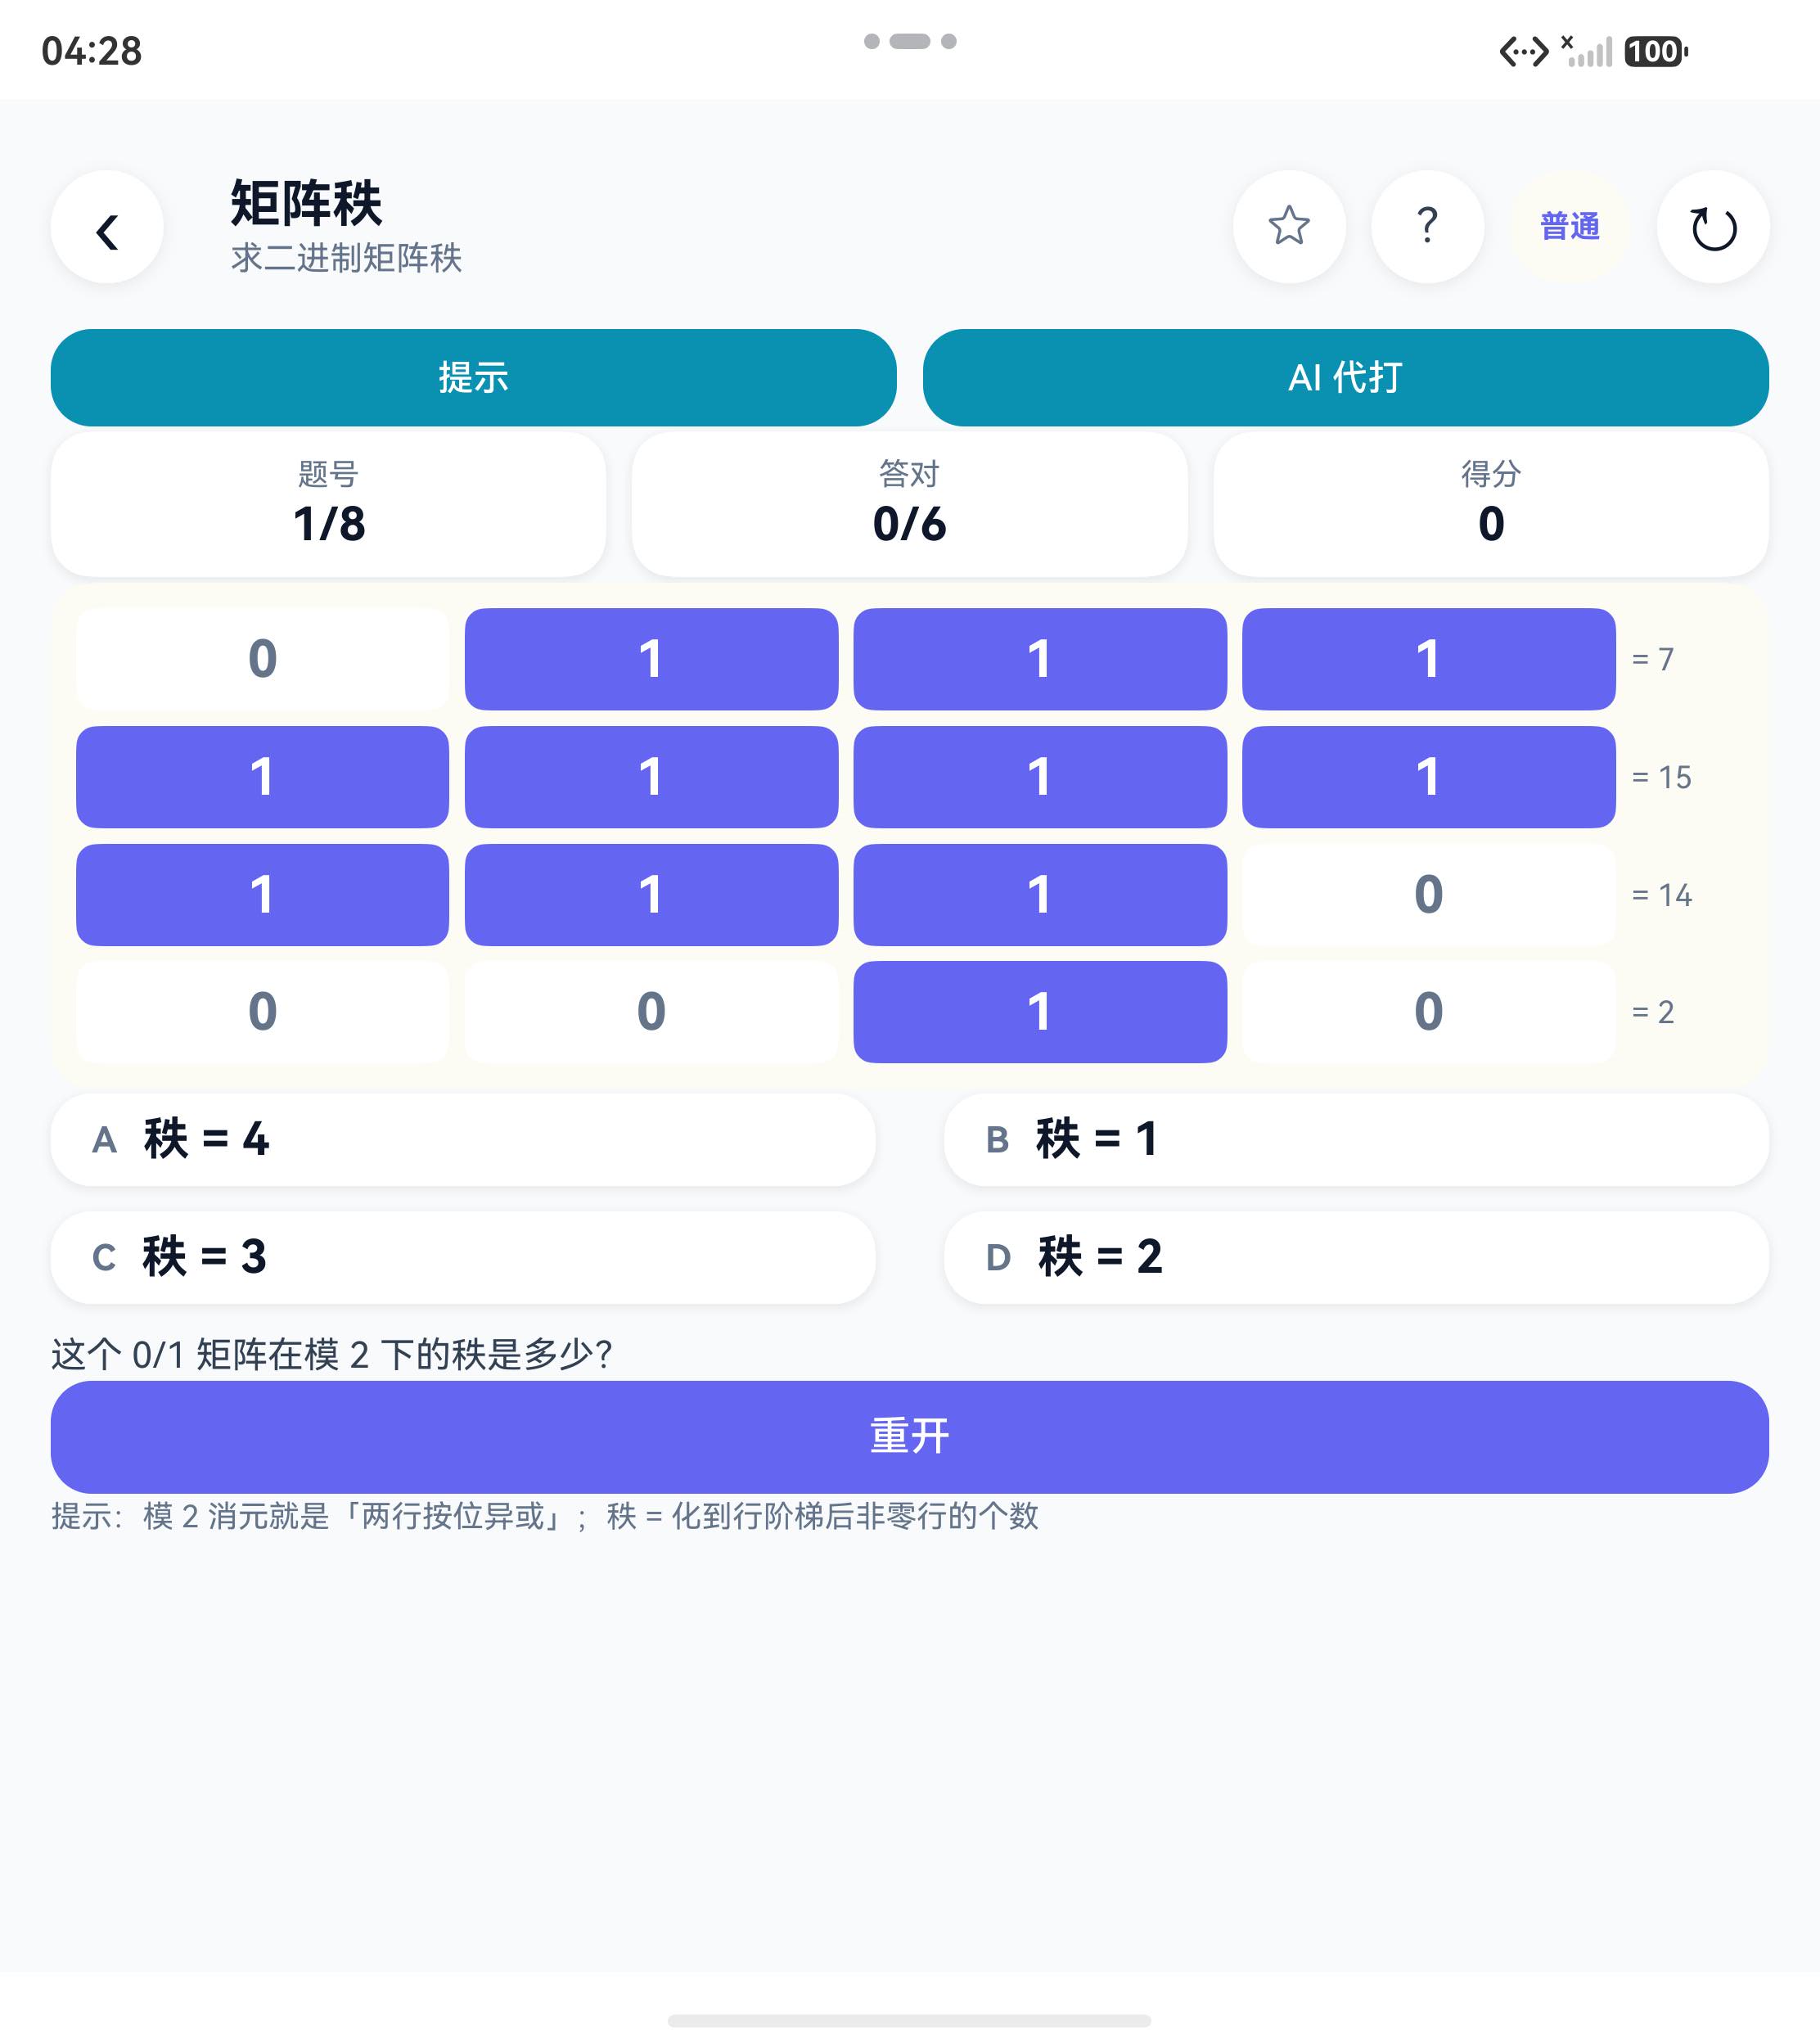 04:28
100
矩阵秩
求二进制矩阵秩
?
普通
提示
AI 代打
题号
1/8
答对
0/6
得分
0
0 1 1 1 = 7
1 1 1 1 = 15
1 1 1 0 = 14
0 0 1 0 = 2
A 秩 = 4
B 秩 = 1
C 秩 = 3
D 秩 = 2
这个 0/1 矩阵在模 2 下的秩是多少?
重开
提示：模 2 消元就是「两行按位异或」；秩 = 化到行阶梯后非零行的个数